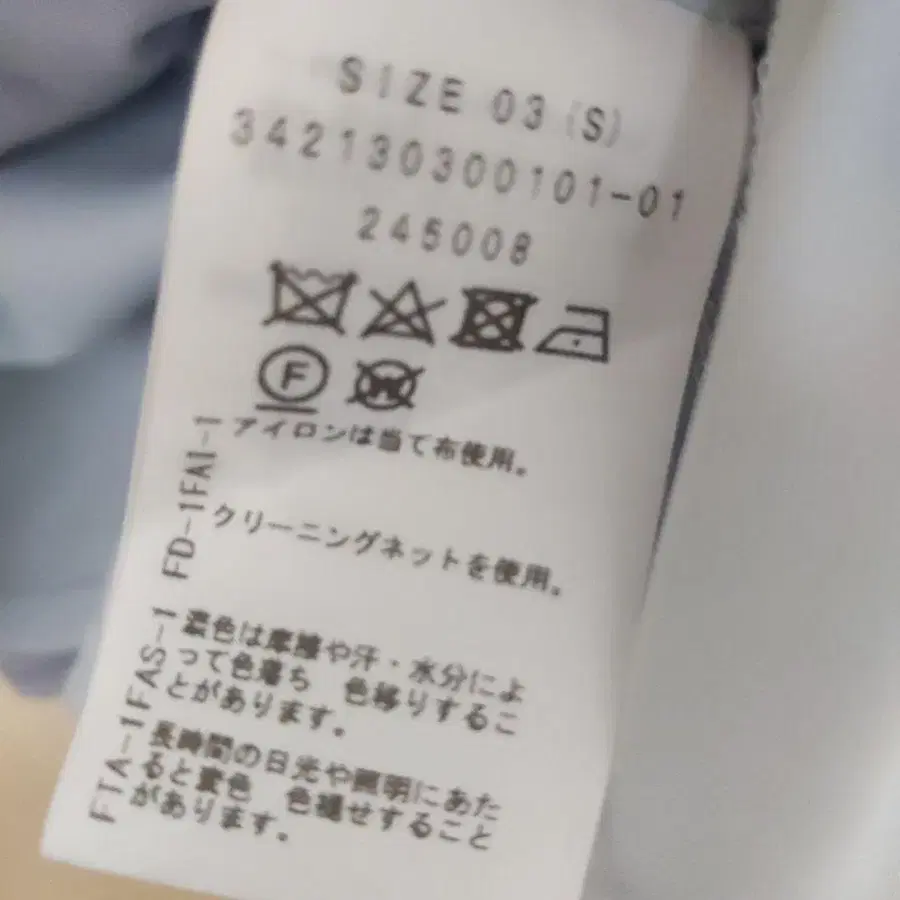 SIZE 03 (S)
342130300101-01
245008
F
W
アイロンは当て布使用。
FD-1FAI-1
クリーニングネットを使用。
FTA-1FAS-1
濃色は摩擦や汗・水分によ
って色落ち 色移りするこ
とがあります。
長時間の日光や照明にあた
ると変色 色褪せすること
があります。